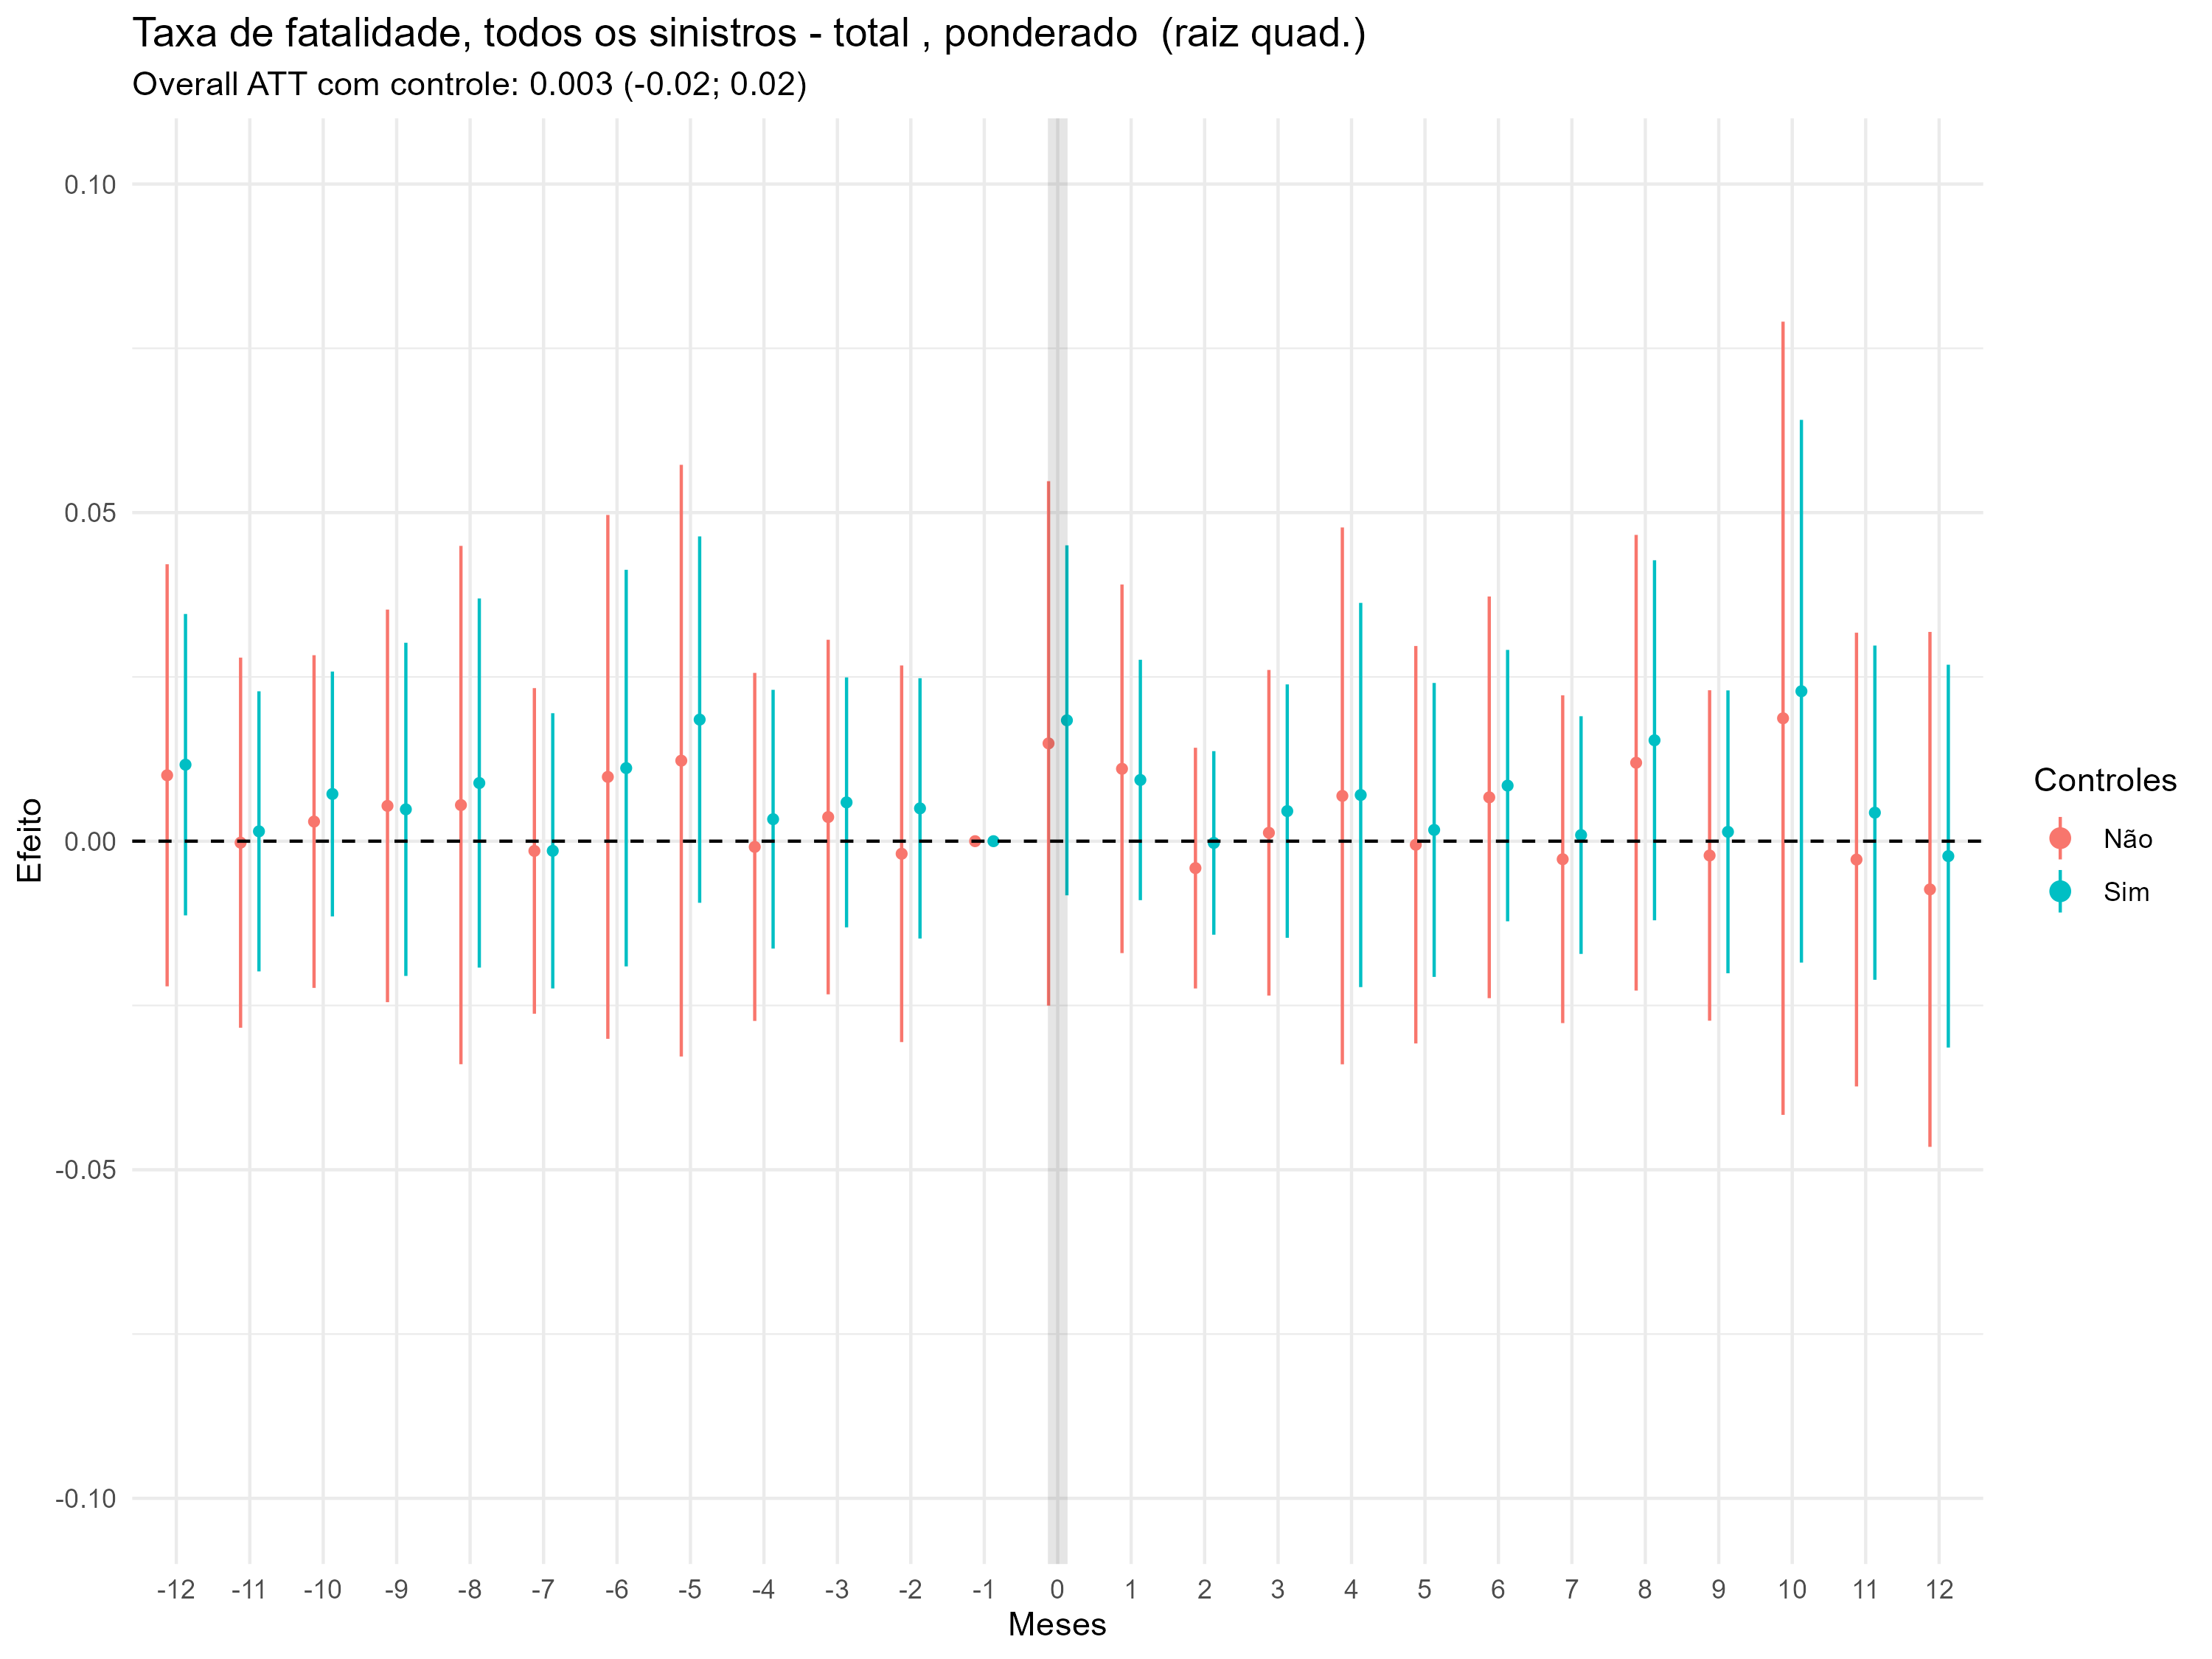 Taxa de fatalidade, todos os sinistros - total , ponderado  (raiz quad.)
Overall ATT com controle: 0.003 (-0.02; 0.02)
0.10
0.05
0.00
-0.05
-0.10
Efeito
-12 -11 -10 -9 -8 -7 -6 -5 -4 -3 -2 -1 0 1 2 3 4 5 6 7 8 9 10 11 12
Meses
Controles
Não
Sim